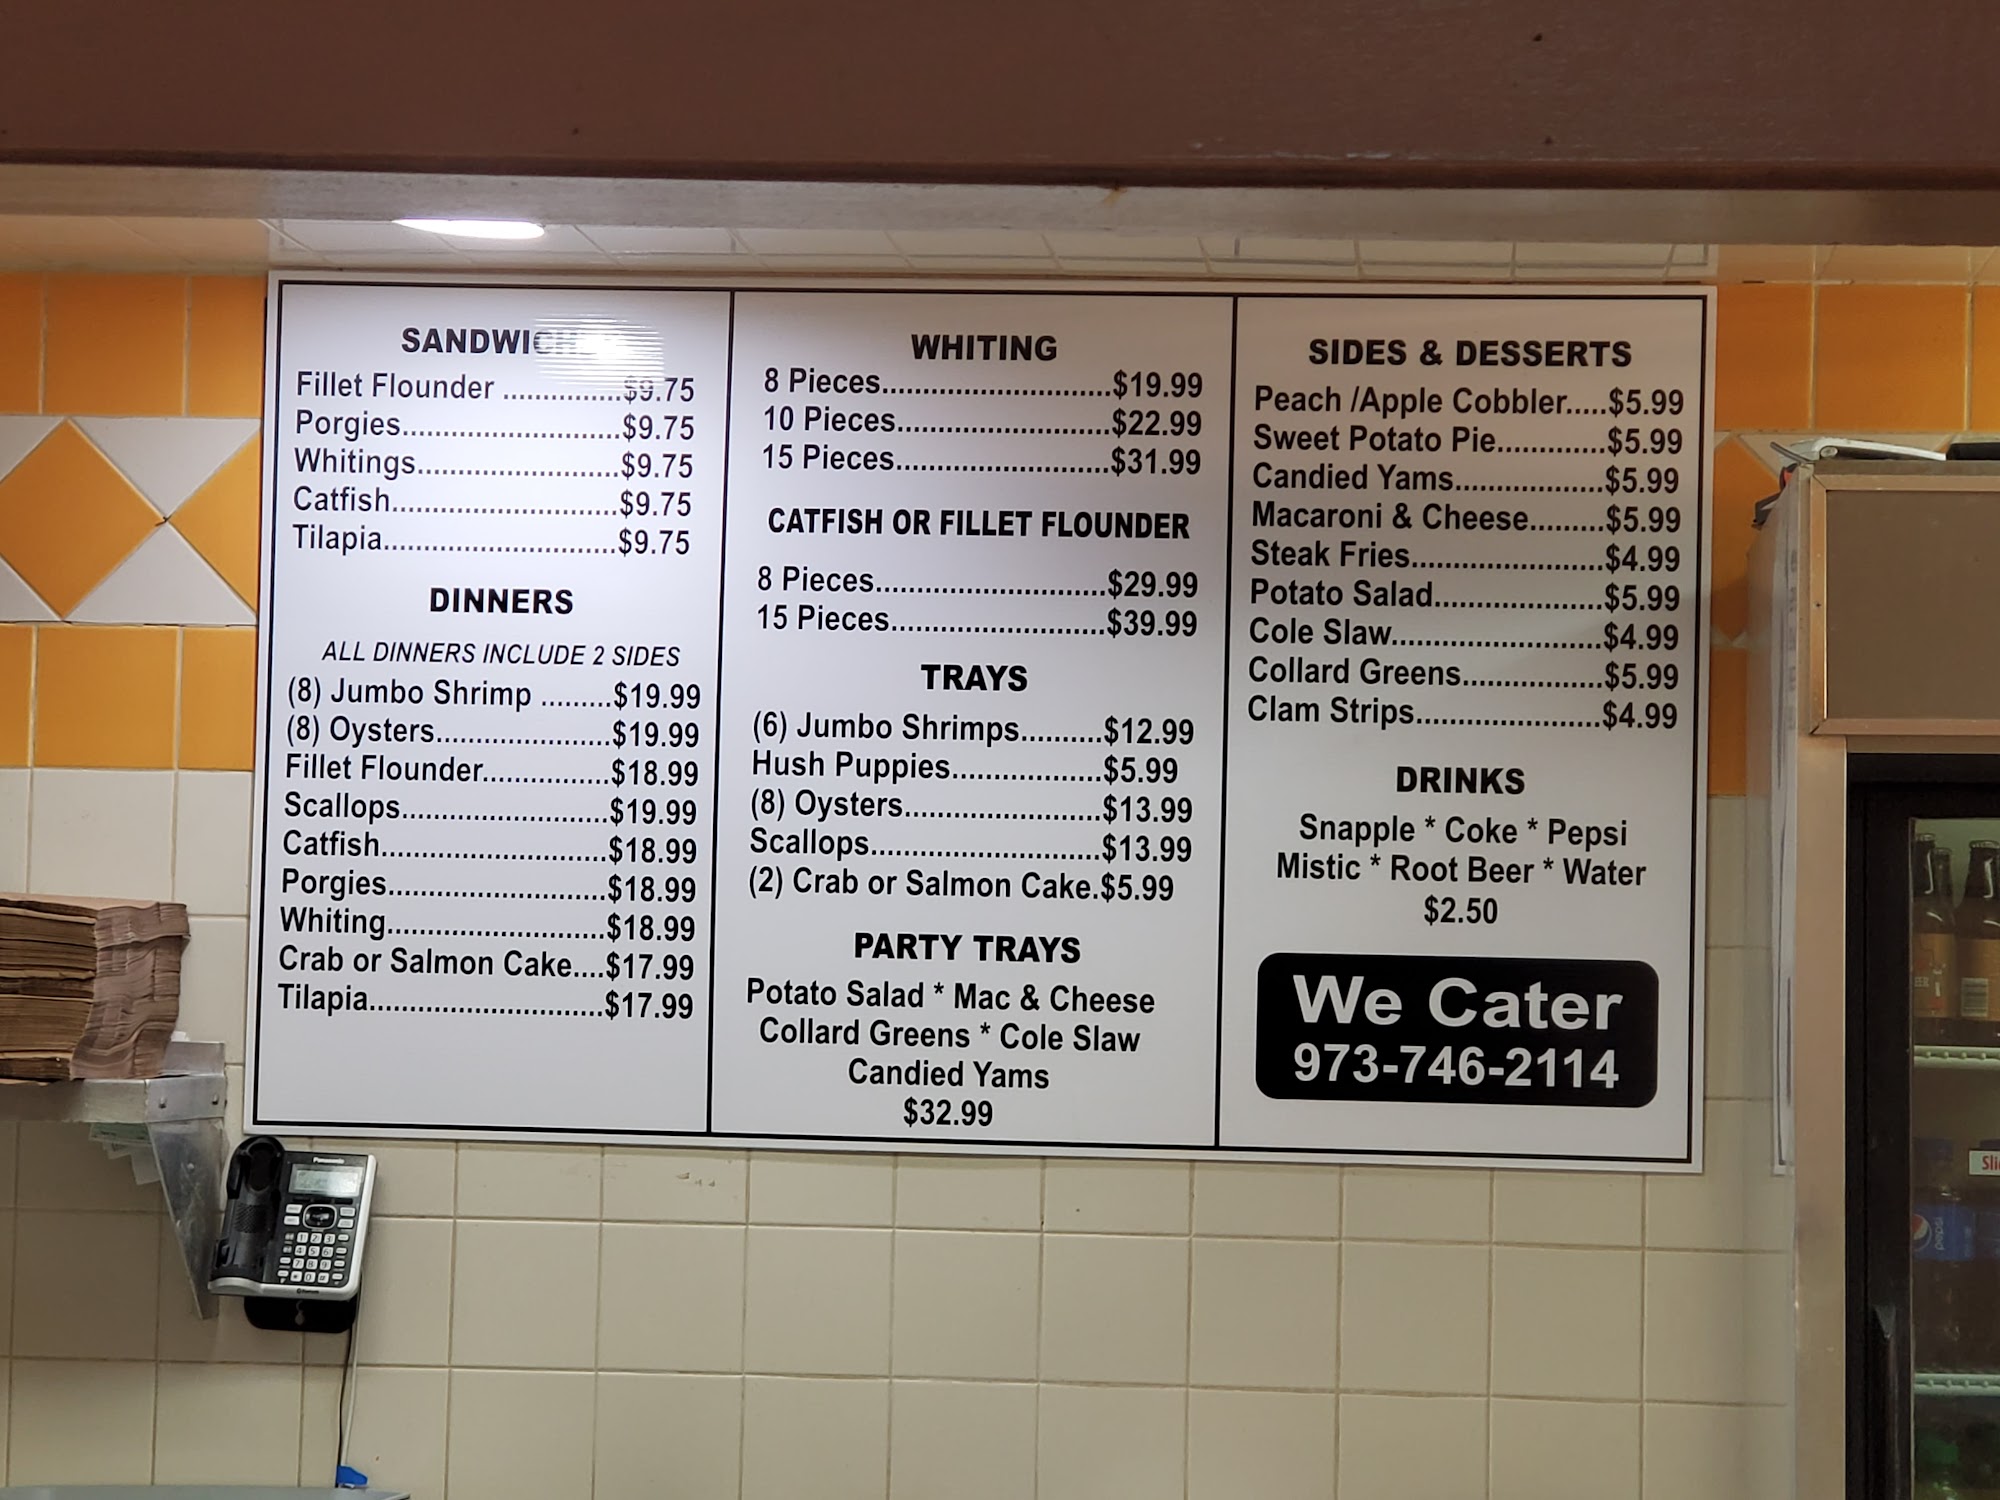 SANDWICHES
Fillet Flounder ...............$9.75
Porgies............................$9.75
Whitings..........................$9.75
Catfish.............................$9.75
Tilapia..............................$9.75
DINNERS
ALL DINNERS INCLUDE 2 SIDES
(8) Jumbo Shrimp .........$19.99
(8) Oysters......................$19.99
Fillet Flounder................$18.99
Scallops..........................$19.99
Catfish.............................$18.99
Porgies............................$18.99
Whiting............................$18.99
Crab or Salmon Cake....$17.99
Tilapia..............................$17.99
WHITING
8 Pieces.............................$19.99
10 Pieces...........................$22.99
15 Pieces...........................$31.99
CATFISH OR FILLET FLOUNDER
8 Pieces.............................$29.99
15 Pieces...........................$39.99
TRAYS
(6) Jumbo Shrimps..........$12.99
Hush Puppies...................$5.99
(8) Oysters.........................$13.99
Scallops.............................$13.99
(2) Crab or Salmon Cake.$5.99
PARTY TRAYS
Potato Salad * Mac & Cheese
Collard Greens * Cole Slaw
Candied Yams
$32.99
SIDES & DESSERTS
Peach /Apple Cobbler.....$5.99
Sweet Potato Pie..............$5.99
Candied Yams...................$5.99
Macaroni & Cheese.........$5.99
Steak Fries........................$4.99
Potato Salad.....................$5.99
Cole Slaw...........................$4.99
Collard Greens..................$5.99
Clam Strips.......................$4.99
DRINKS
Snapple * Coke * Pepsi
Mistic * Root Beer * Water
$2.50
We Cater
973-746-2114
Panasonic
pepsi